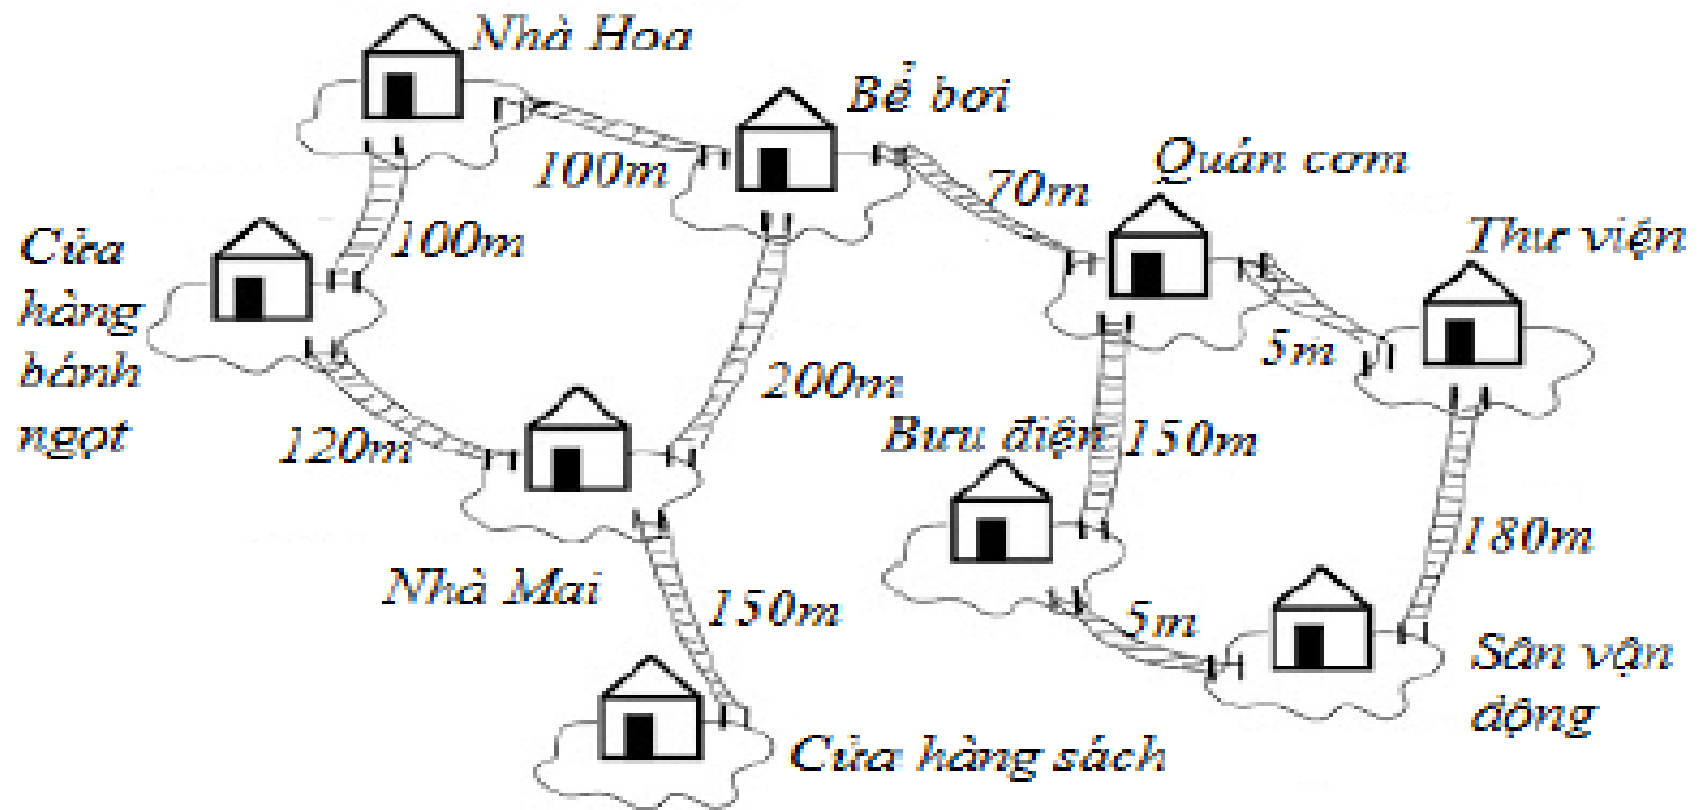 Nhà Hoa
Bể bơi
100m
70m
Quán cơm
Cửa
hàng
bánh
ngọt
100m
Thư viện
5m
200m
120m
Bưu điện
150m
180m
Nhà Mai
150m
5m
Sân vận
động
Cửa hàng sách